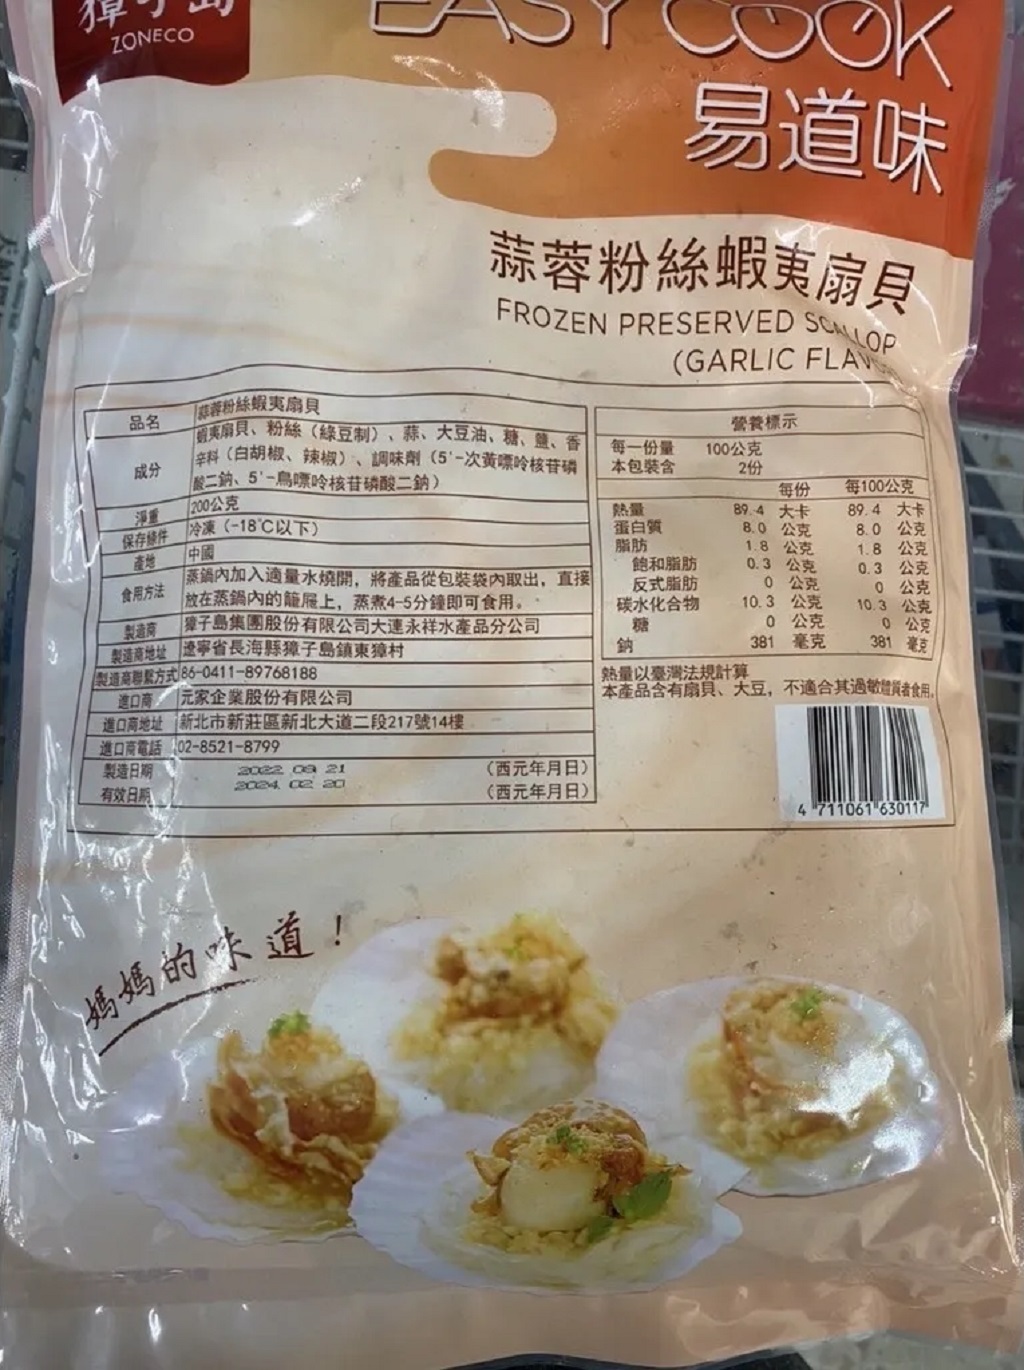 獐子島
ZONECO
EASY COOK
易道味
蒜蓉粉絲蝦夷扇貝
FROZEN PRESERVED SCALLOP
(GARLIC FLAV
品名 蒜蓉粉絲蝦夷扇貝
成分 蝦夷扇貝、粉絲（綠豆制）、蒜、大豆油、糖、鹽、香
辛料（白胡椒、辣椒）、調味劑（5'-次黃嘌呤核苷磷
酸二鈉、5'-鳥嘌呤核苷磷酸二鈉）
淨重 200公克
保存條件 冷凍（-18℃以下）
產地 中國
食用方法 蒸鍋內加入適量水燒開，將產品從包裝袋內取出，直接
放在蒸鍋內的籠屜上，蒸煮4-5分鐘即可食用。
製造商 獐子島集團股份有限公司大連永祥水產品分公司
製造商地址 遼寧省長海縣獐子島鎮東獐村
製造商聯繫方式 86-0411-89768188
進口商 元家企業股份有限公司
進口商地址 新北市新莊區新北大道二段217號14樓
進口商電話 02-8521-8799
製造日期 2022 08 21 （西元年月日）
有效日期 2024 02 20 （西元年月日）
營養標示
每一份量 100公克
本包裝含 2份
每份 每100公克
熱量 89.4 大卡 89.4 大卡
蛋白質 8.0 公克 8.0 公克
脂肪 1.8 公克 1.8 公克
飽和脂肪 0.3 公克 0.3 公克
反式脂肪 0 公克 0 公克
碳水化合物 10.3 公克 10.3 公克
糖 0 公克 0 公克
鈉 381 毫克 381 毫克
熱量以臺灣法規計算
本產品含有扇貝、大豆，不適合其過敏體質者食用。
4 711061 630117
媽媽的味道！